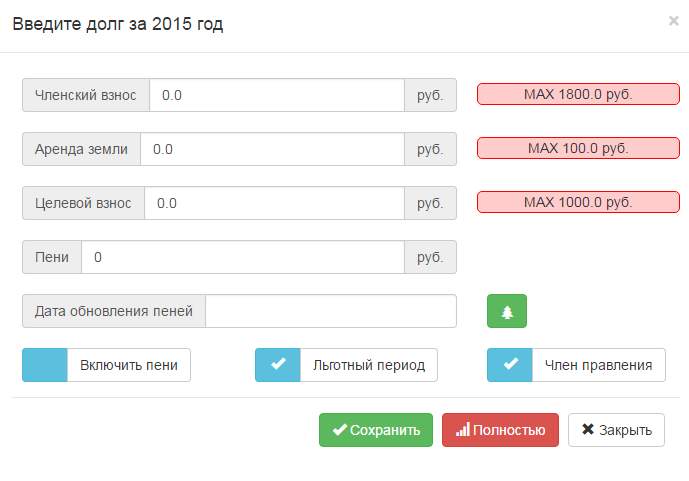 Введите долг за 2015 год ×
Членский взнос 0.0 руб. MAX 1800.0 руб.
Аренда земли 0.0 руб. MAX 100.0 руб.
Целевой взнос 0.0 руб. MAX 1000.0 руб.
Пени 0 руб.
Дата обновления пеней
Включить пени Льготный период Член правления
Сохранить Полностью Закрыть